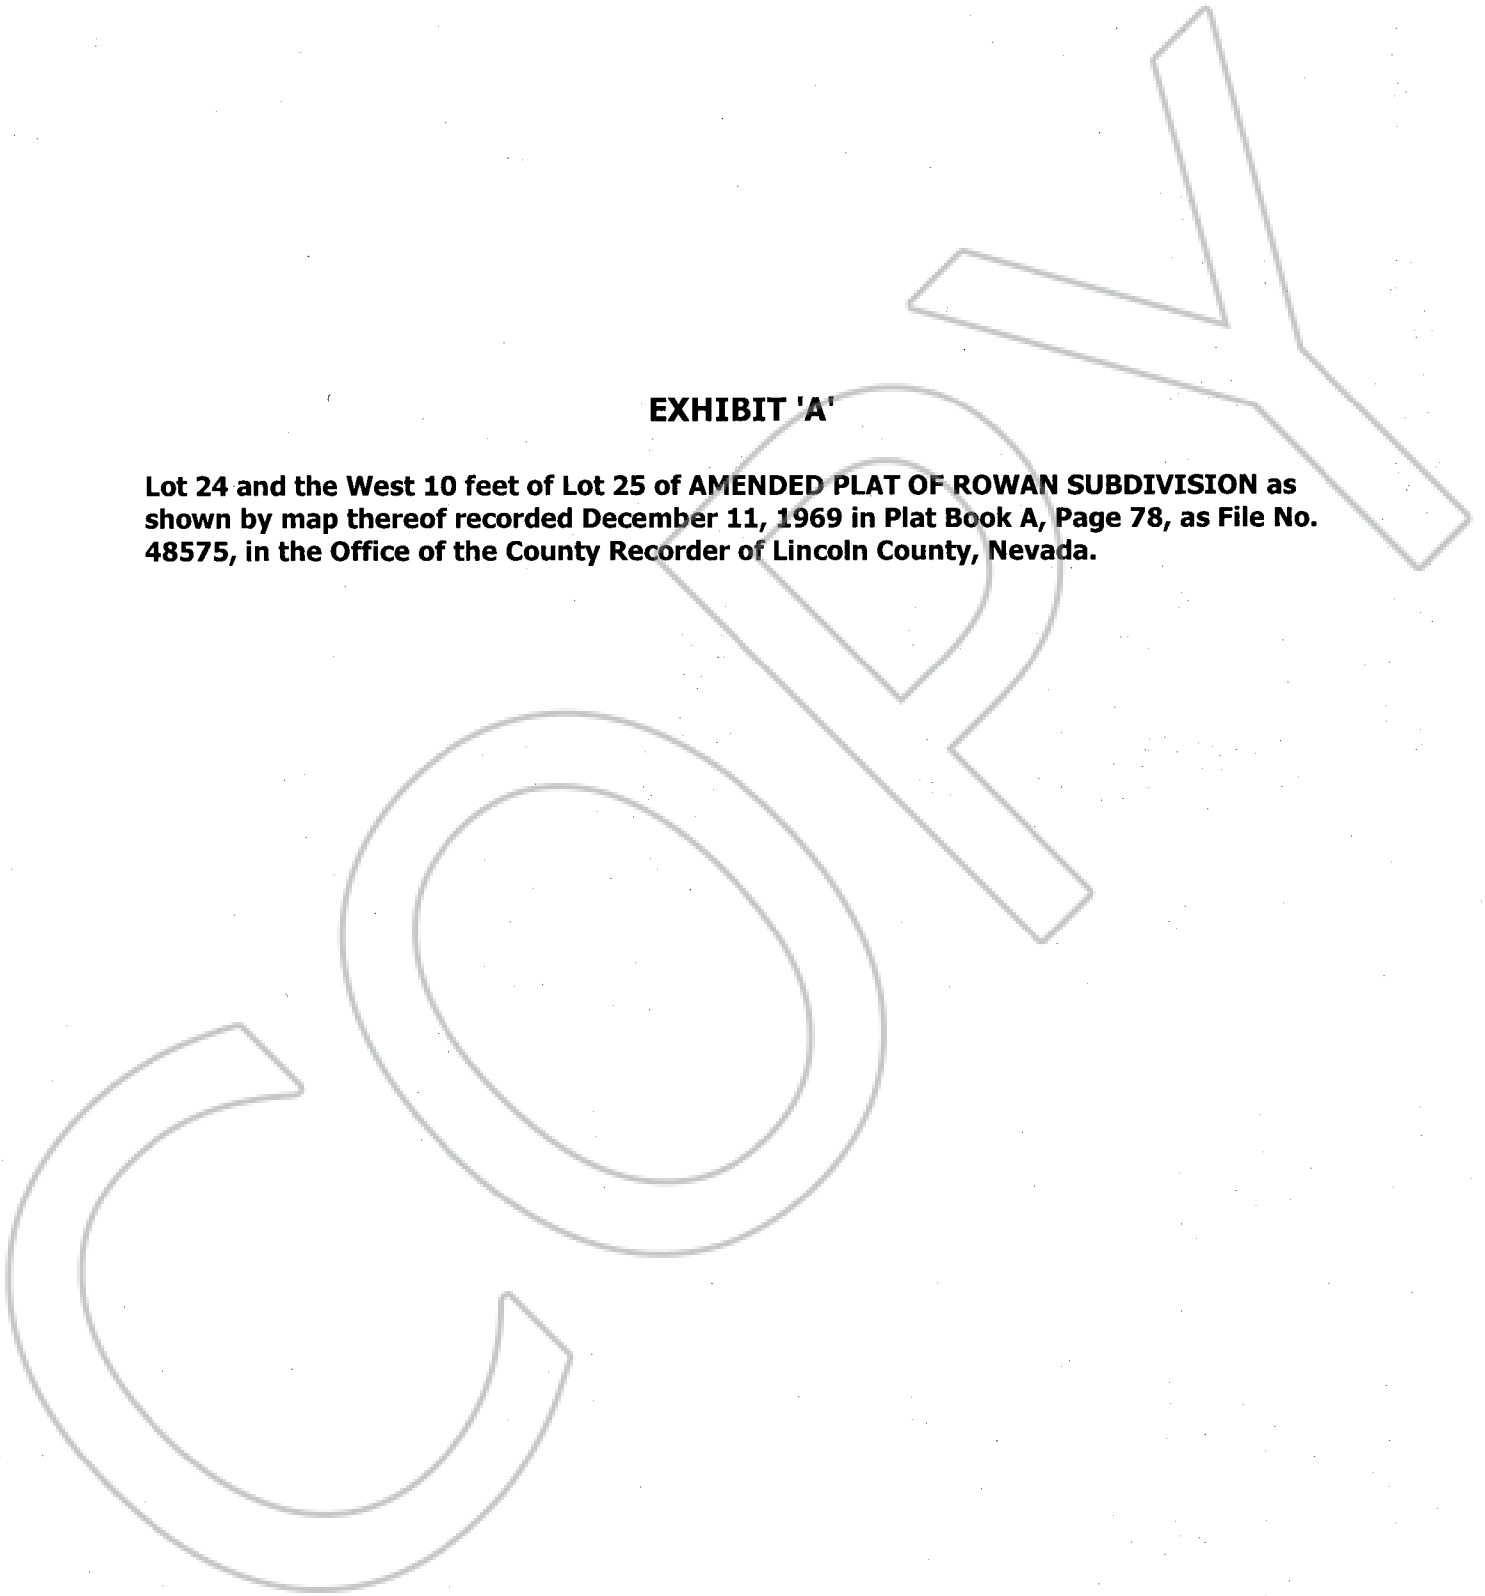 EXHIBIT 'A'
Lot 24 and the West 10 feet of Lot 25 of AMENDED PLAT OF ROWAN SUBDIVISION as
shown by map thereof recorded December 11, 1969 in Plat Book A, Page 78, as File No.
48575, in the Office of the County Recorder of Lincoln County, Nevada.
COPY